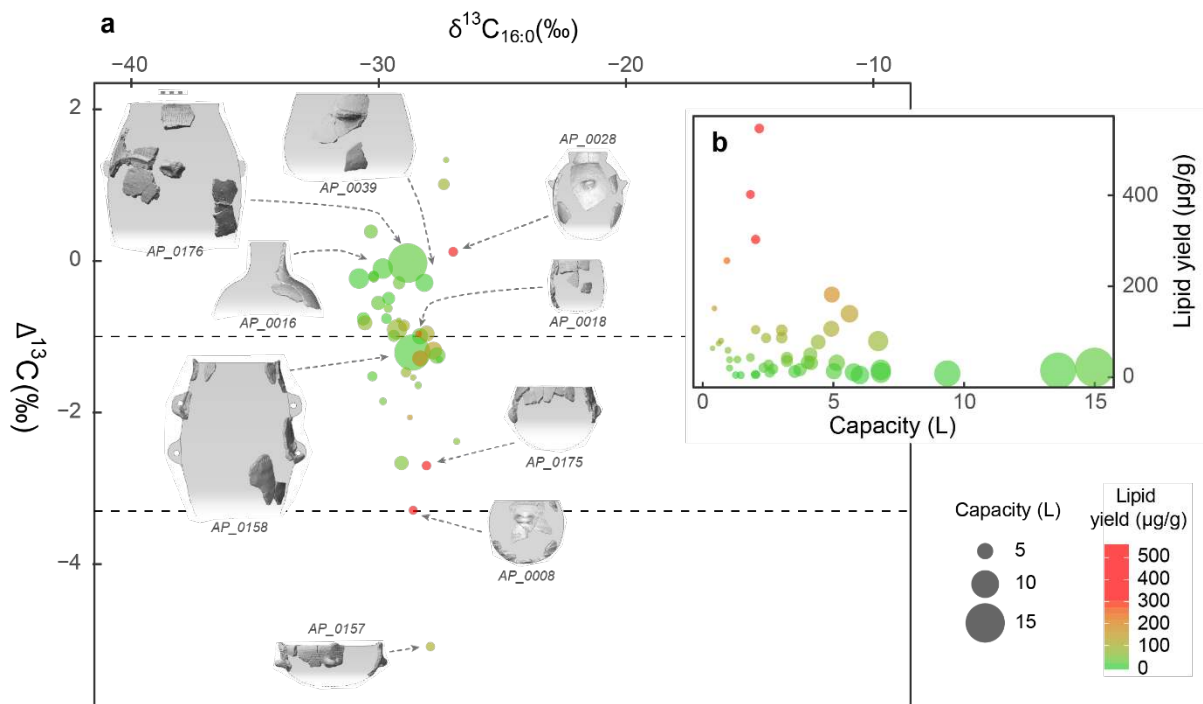 a
δ¹³C₁₆:₀(‰)
−40
−30
−20
−10
2
0
−2
−4
Δ¹³C(‰)
AP_0176
AP_0039
AP_0028
AP_0016
AP_0018
AP_0158
AP_0175
AP_0008
AP_0157
b
Lipid yield (µg/g)
400
200
0
0
5
10
15
Capacity (L)
Capacity (L)
5
10
15
Lipid
yield (µg/g)
500
400
300
200
100
0